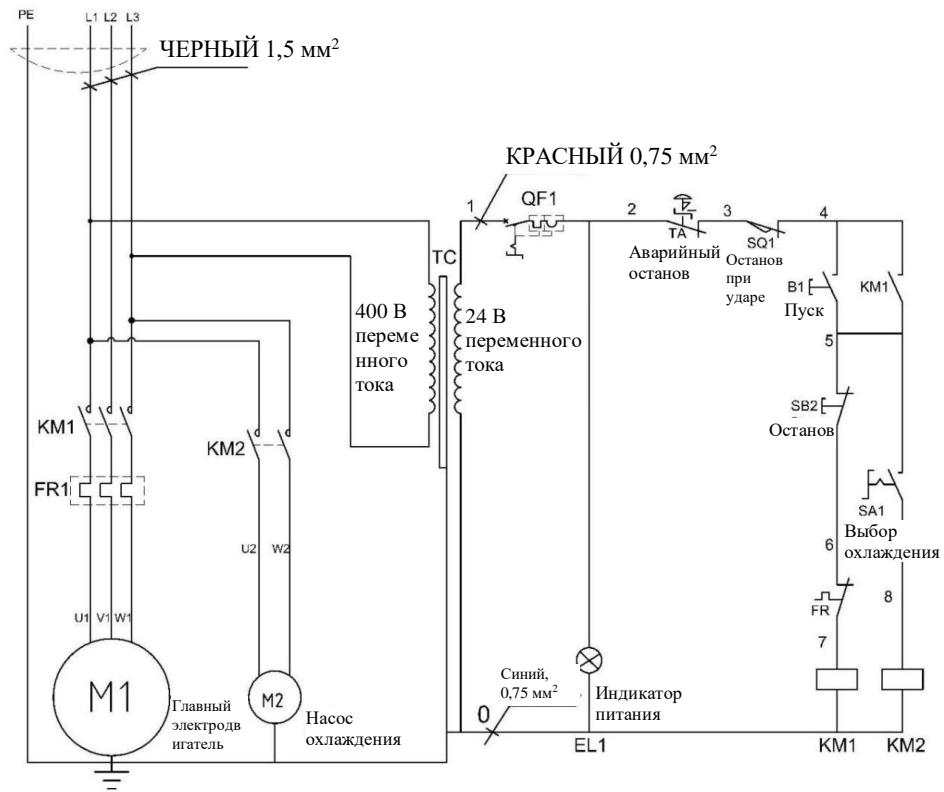 PE
L1 L2 L3
ЧЕРНЫЙ 1,5 мм²
КРАСНЫЙ 0,75 мм²
1
QF1
2
TA
Аварийный
останов
3
SQ1
Останов
при
ударе
4
TC
400 В
переме
нного
тока
24 В
переменного
тока
B1
Пуск
KM1
5
KM1
KM2
SB2
Останов
FR1
SA1
Выбор
охлаждения
U2 W2
6
8
FR
7
U1 V1 W1
M1
Главный
электродв
игатель
M2
Насос
охлаждения
Синий,
0,75 мм²
0
Индикатор
питания
EL1
KM1
KM2